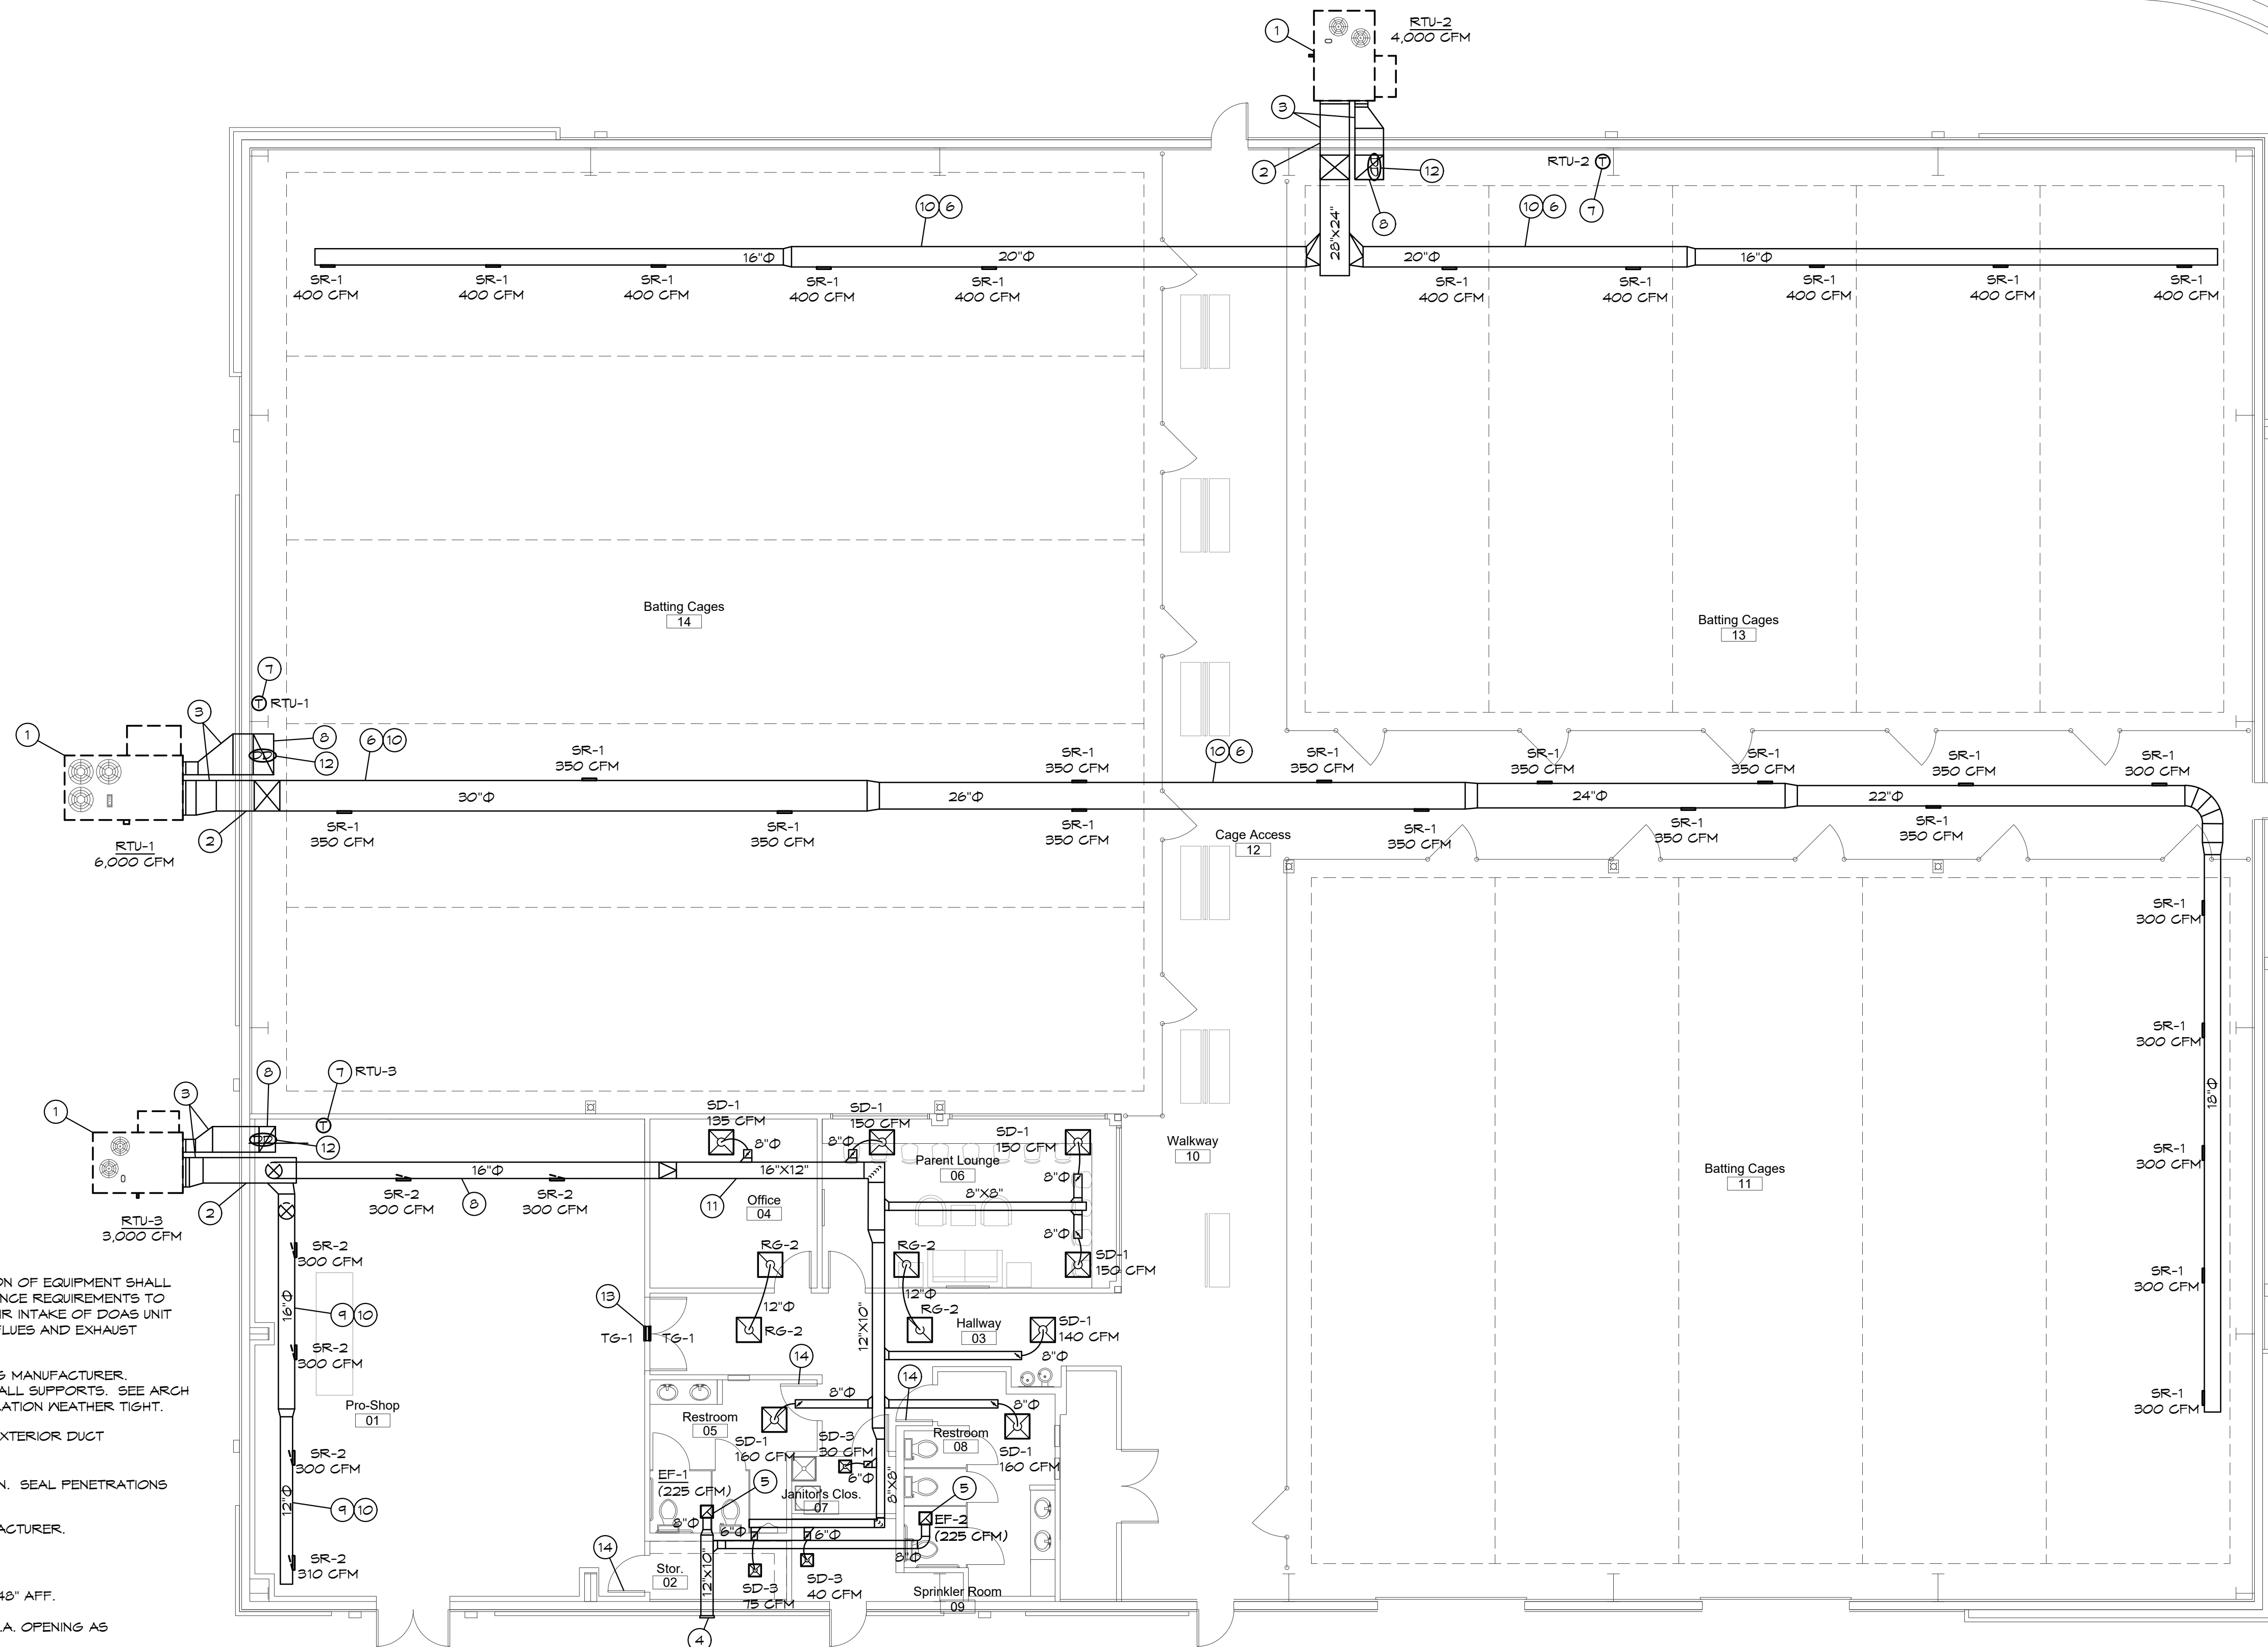 RTU-2
4,000 CFM
1
3
2
12
8
RTU-2 T
7
10 6
10 6
28"x24"
16"Φ
20"Φ
20"Φ
16"Φ
SR-1
400 CFM
SR-1
400 CFM
SR-1
400 CFM
SR-1
400 CFM
SR-1
400 CFM
SR-1
400 CFM
SR-1
400 CFM
SR-1
400 CFM
SR-1
400 CFM
SR-1
400 CFM
Batting Cages
14
Batting Cages
13
7
T RTU-1
3
1
8
12
6 10
2
RTU-1
6,000 CFM
SR-1
350 CFM
SR-1
350 CFM
10 6
SR-1
350 CFM
SR-1
350 CFM
SR-1
350 CFM
SR-1
350 CFM
SR-1
300 CFM
30"Φ
26"Φ
24"Φ
22"Φ
SR-1
350 CFM
SR-1
350 CFM
SR-1
350 CFM
SR-1
350 CFM
SR-1
350 CFM
SR-1
350 CFM
Cage Access
12
SR-1
300 CFM
SR-1
300 CFM
SR-1
300 CFM
SR-1
300 CFM
SR-1
300 CFM
18"Φ
8
7 RTU-3
T
3
1
12
2
RTU-3
3,000 CFM
16"Φ
SR-2
300 CFM
8
SR-2
300 CFM
SD-1
135 CFM
8"Φ
16"X12"
11
SD-1
150 CFM
8"Φ
SD-1
150 CFM
Parent Lounge
06
8"Φ
8"X8"
8"Φ
SD-1
150 CFM
Walkway
10
Batting Cages
11
Office
04
RG-2
12"Φ
RG-2
RG-2
12"Φ
RG-2
Hallway
03
SD-1
140 CFM
8"Φ
12"X10"
13
TG-1
TG-1
14
14
SR-2
300 CFM
16"Φ
9 10
SR-2
300 CFM
Pro-Shop
01
SR-2
300 CFM
12"Φ
9 10
SR-2
310 CFM
8"Φ
Restroom
05
SD-1
160 CFM
SD-3
30 CFM
6"Φ
8"Φ
Restroom
08
SD-1
160 CFM
EF-1
(225 CFM)
5
Janitor's Clos.
07
8"X8"
5
EF-2
(225 CFM)
8"Φ
6"Φ
6"Φ
8"Φ
14
Stor.
02
12"X10"
SD-3
75 CFM
SD-3
40 CFM
Sprinkler Room
09
4
ON OF EQUIPMENT SHALL
NCE REQUIREMENTS TO
IR INTAKE OF DOAS UNIT
FLUES AND EXHAUST
G MANUFACTURER.
ALL SUPPORTS. SEE ARCH
RATION WEATHER TIGHT.
EXTERIOR DUCT
N. SEAL PENETRATIONS
ACTURER.
48" AFF.
.A. OPENING AS